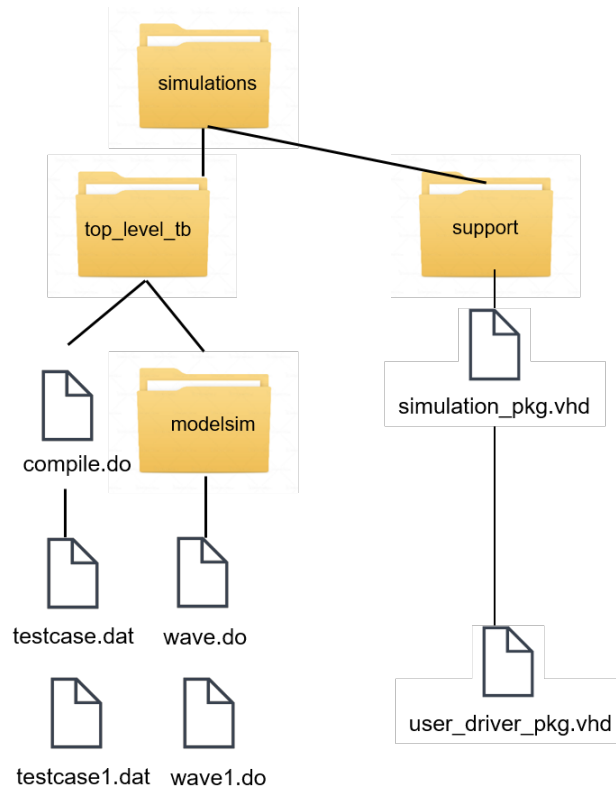 simulations
top_level_tb
support
compile.do
modelsim
simulation_pkg.vhd
testcase.dat
wave.do
user_driver_pkg.vhd
testcase1.dat
wave1.do